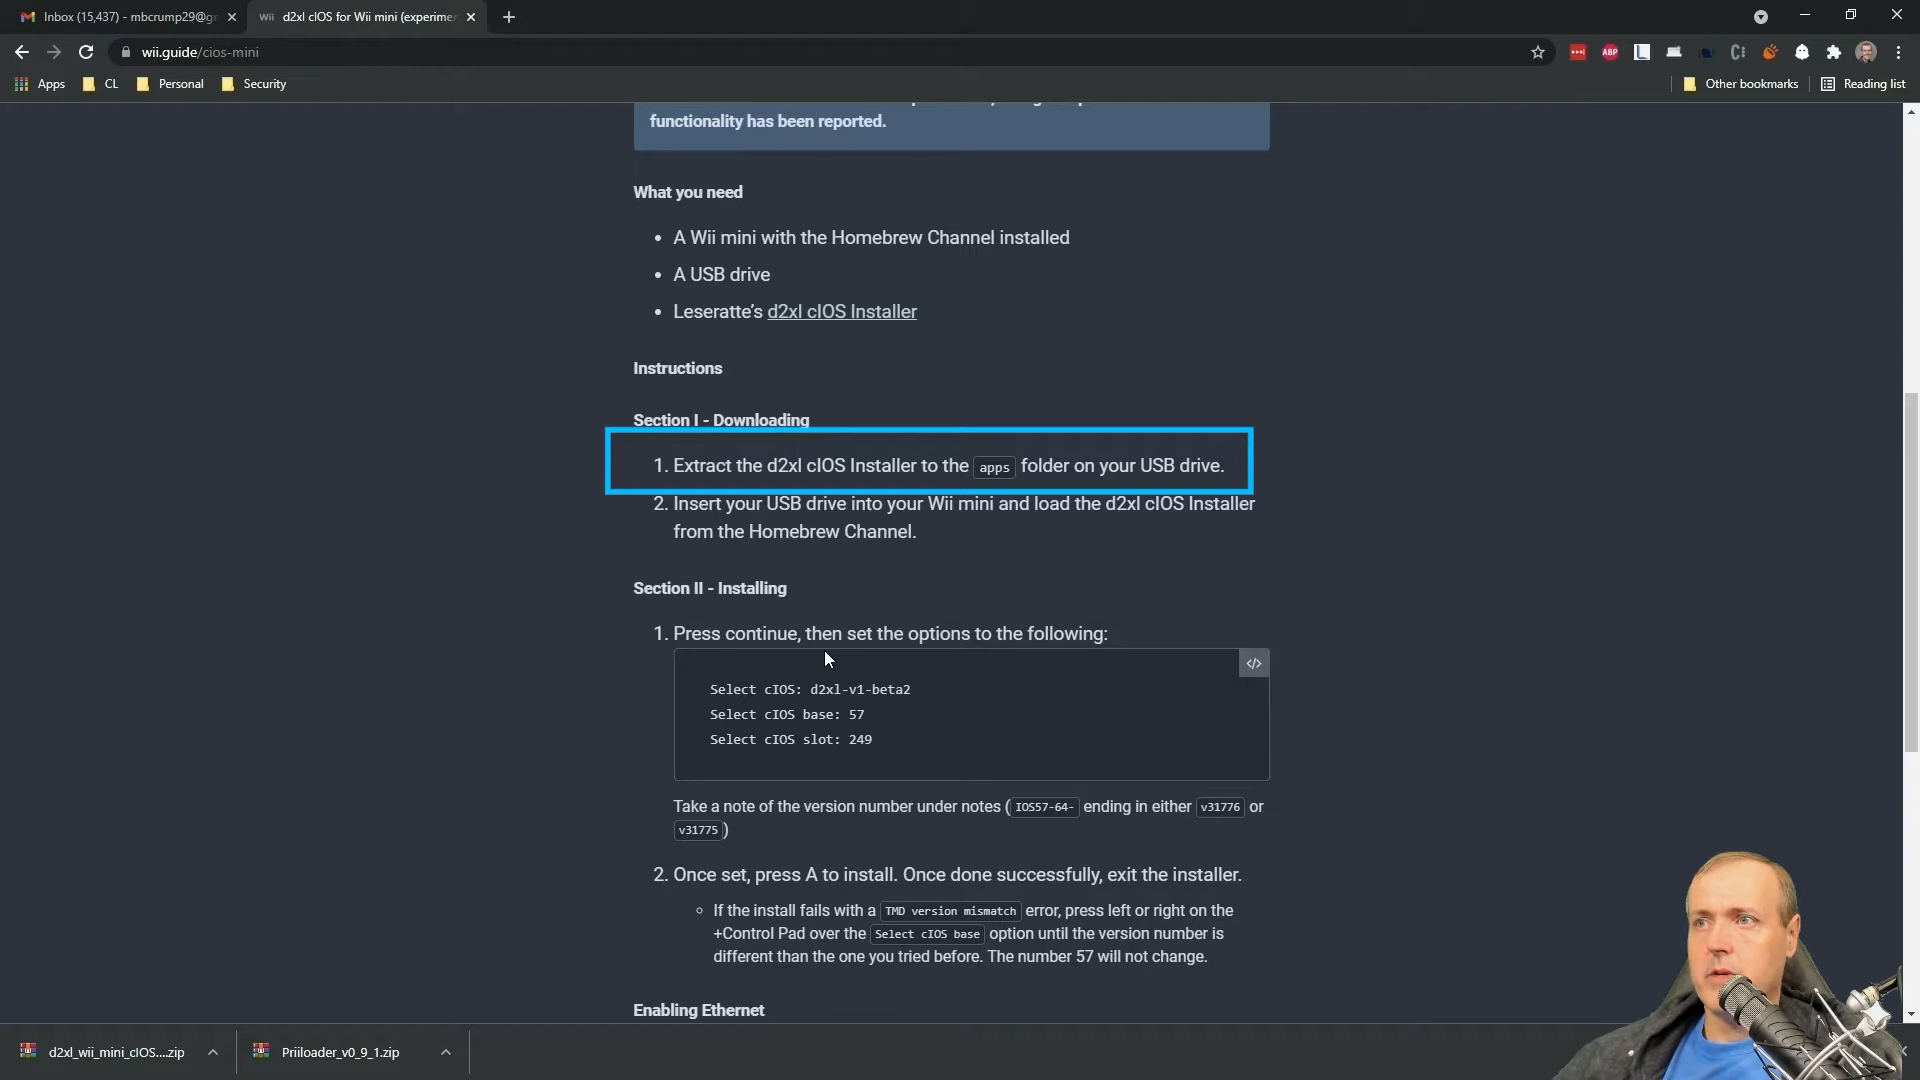 Inbox (15,437) - mbcrump29@g
Wii d2xl cIOS for Wii mini (experimen
wii.guide/cios-mini
ABP
Apps
CL
Personal
Security
Other bookmarks
Reading list
functionality has been reported.
What you need
• A Wii mini with the Homebrew Channel installed
• A USB drive
• Leseratte's d2xl cIOS Installer
Instructions
Section I - Downloading
1. Extract the d2xl cIOS Installer to the apps folder on your USB drive.
2. Insert your USB drive into your Wii mini and load the d2xl cIOS Installer
from the Homebrew Channel.
Section II - Installing
1. Press continue, then set the options to the following:
</>
Select cIOS: d2xl-v1-beta2
Select cIOS base: 57
Select cIOS slot: 249
Take a note of the version number under notes (IOS57-64- ending in either v31776 or
v31775)
2. Once set, press A to install. Once done successfully, exit the installer.
If the install fails with a TMD version mismatch error, press left or right on the
+Control Pad over the Select cIOS base option until the version number is
different than the one you tried before. The number 57 will not change.
Enabling Ethernet
d2xl_wii_mini_cIOS....zip
Priiloader_v0_9_1.zip